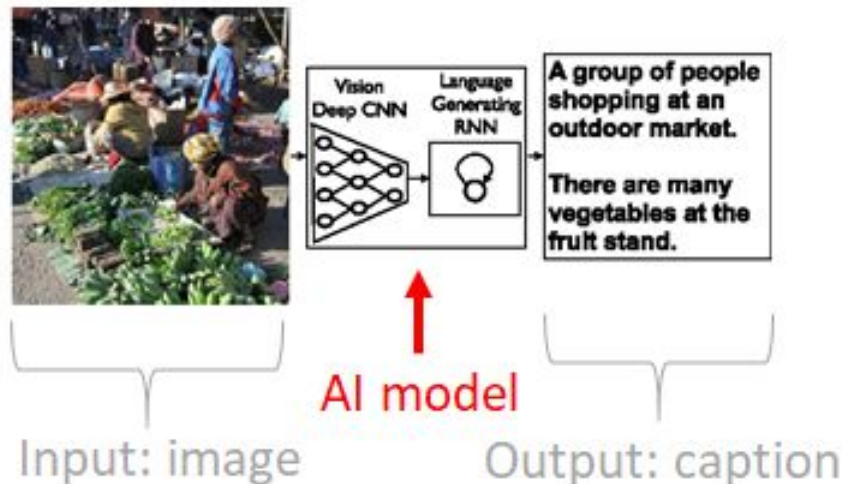 Vision
Deep CNN
Language
Generating
RNN
A group of people
shopping at an
outdoor market.
There are many
vegetables at the
fruit stand.
AI model
Input: image
Output: caption